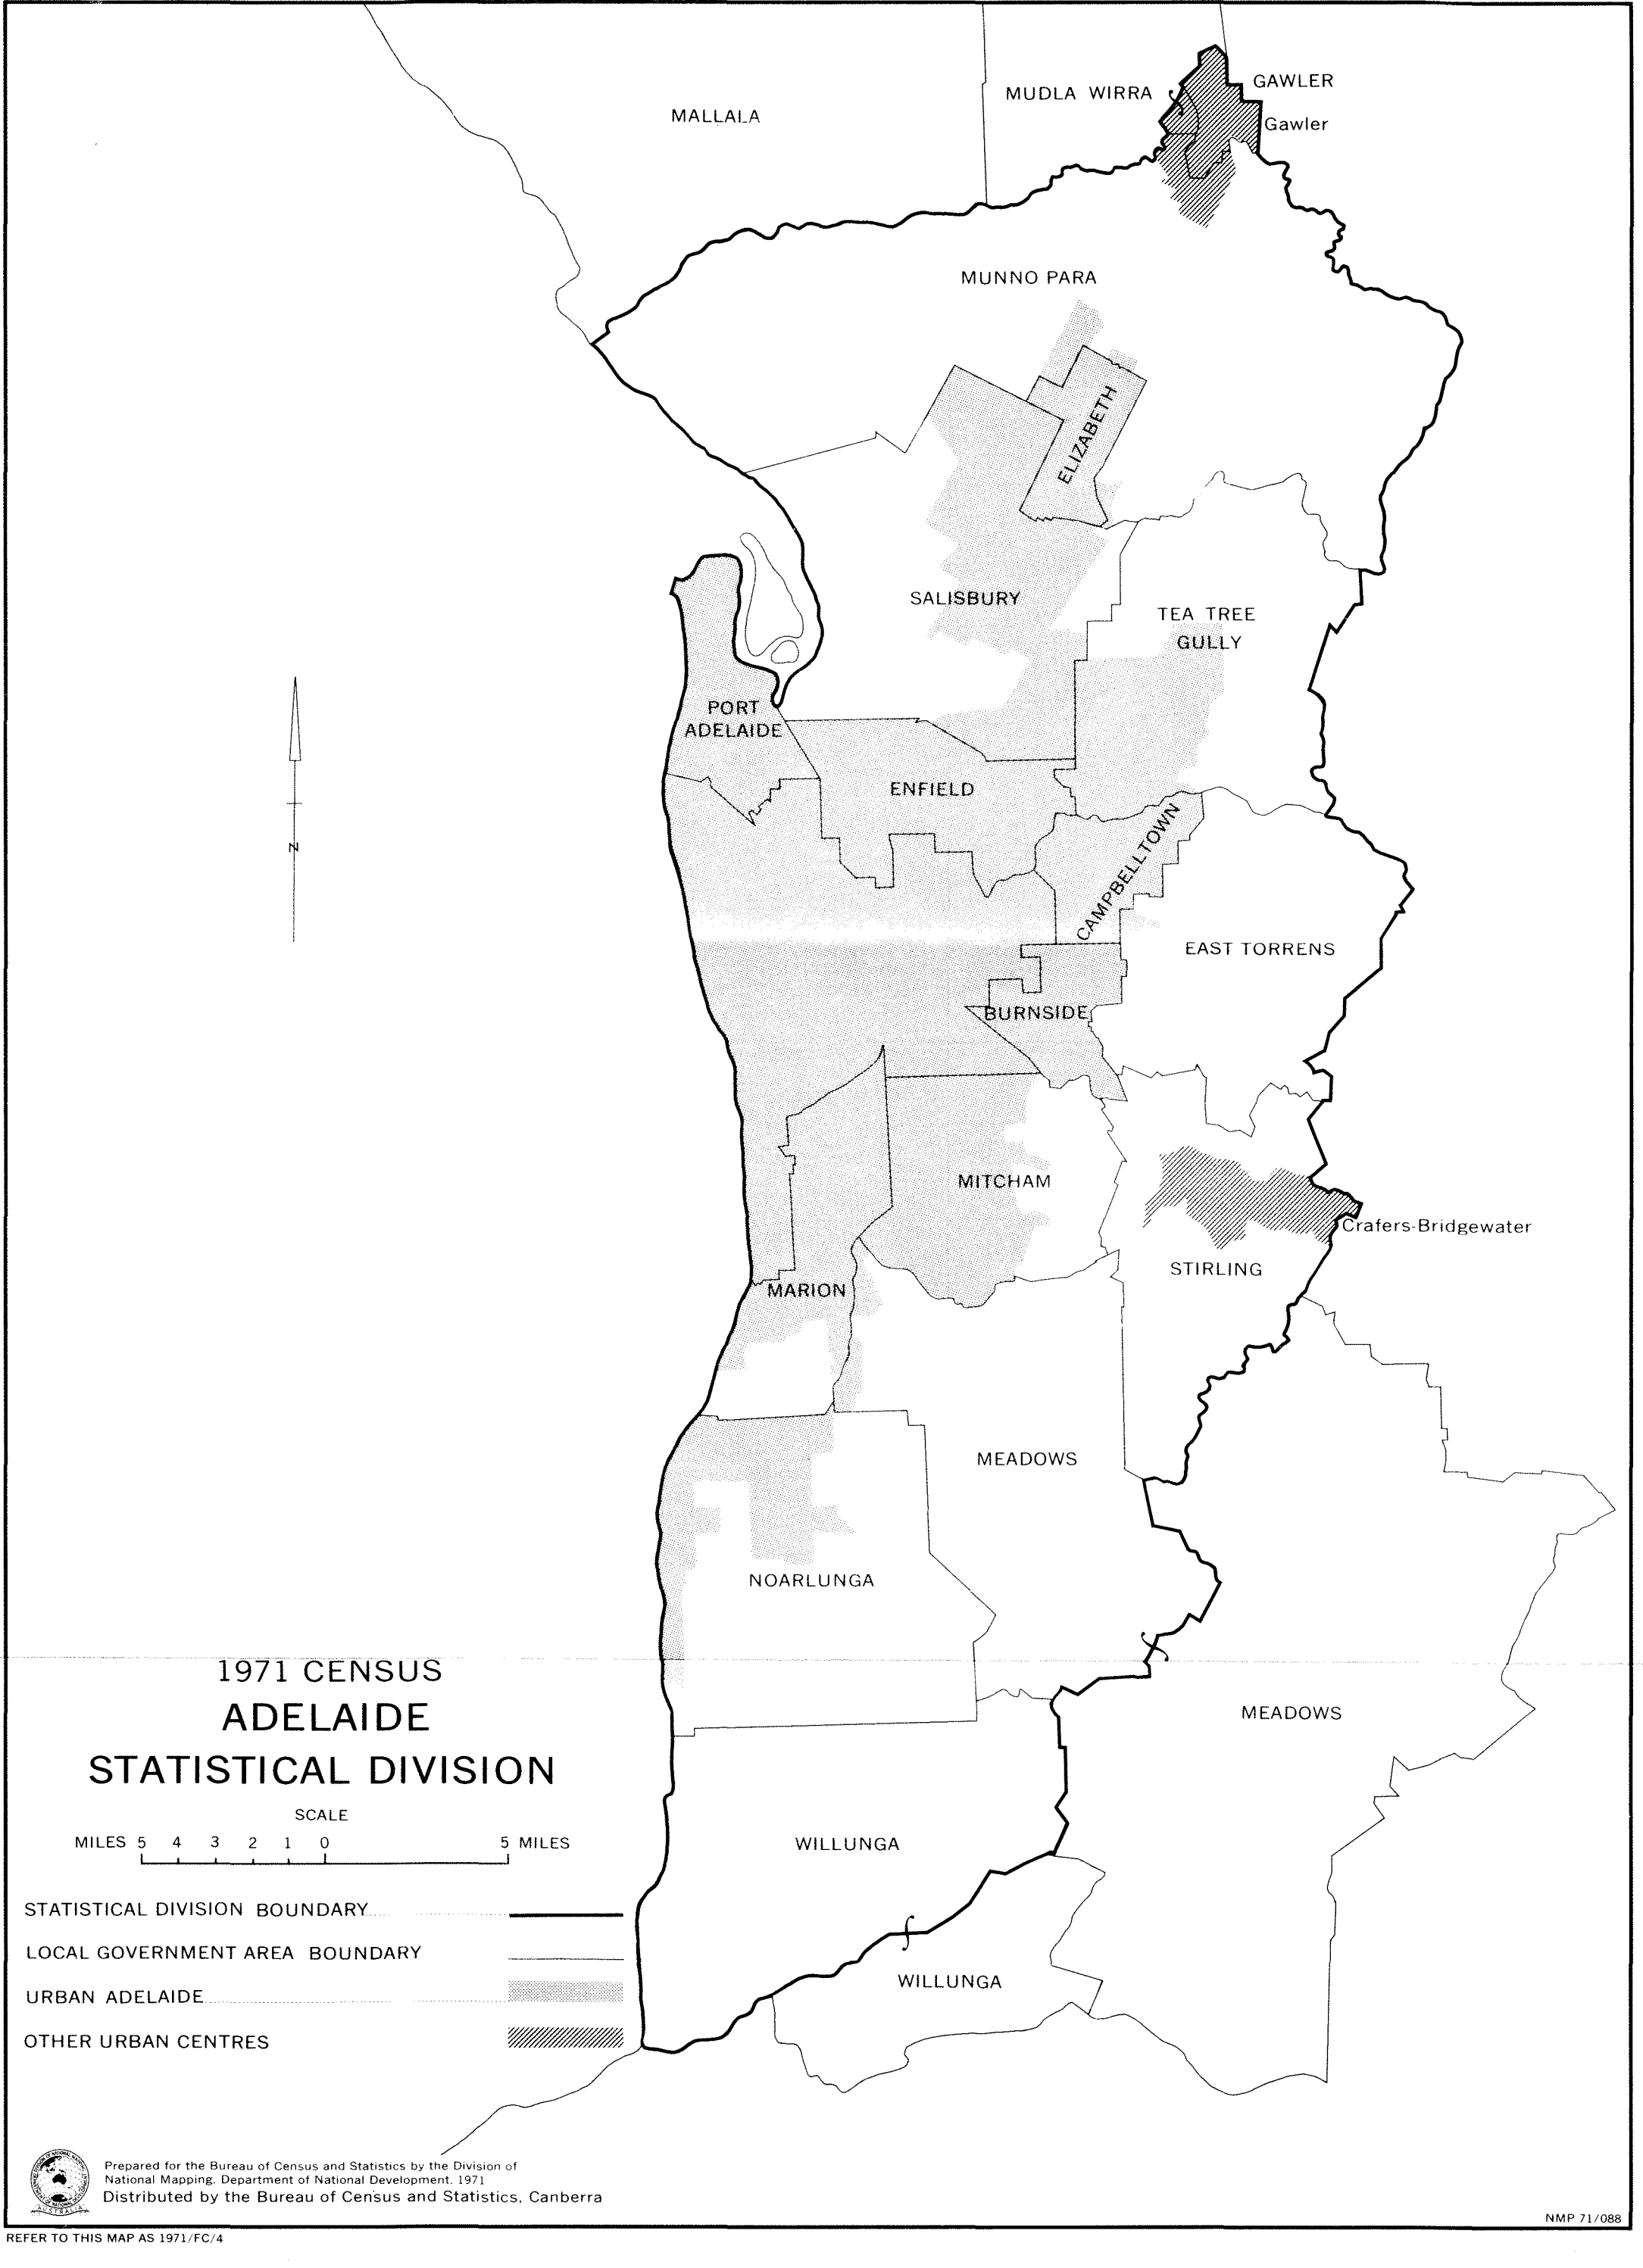 MALLALA
MUDLA WIRRA
GAWLER
Gawler
MUNNO PARA
ELIZABETH
SALISBURY
TEA TREE
GULLY
PORT
ADELAIDE
ENFIELD
CAMPBELLTOWN
EAST TORRENS
BURNSIDE
MITCHAM
Crafers-Bridgewater
STIRLING
MARION
MEADOWS
NOARLUNGA
MEADOWS
WILLUNGA
WILLUNGA
N
1971 CENSUS
ADELAIDE
STATISTICAL DIVISION
SCALE
MILES 5 4 3 2 1 0 5 MILES
STATISTICAL DIVISION BOUNDARY
LOCAL GOVERNMENT AREA BOUNDARY
URBAN ADELAIDE
OTHER URBAN CENTRES
Prepared for the Bureau of Census and Statistics by the Division of
National Mapping, Department of National Development. 1971
Distributed by the Bureau of Census and Statistics, Canberra
NMP 71/088
REFER TO THIS MAP AS 1971/FC/4